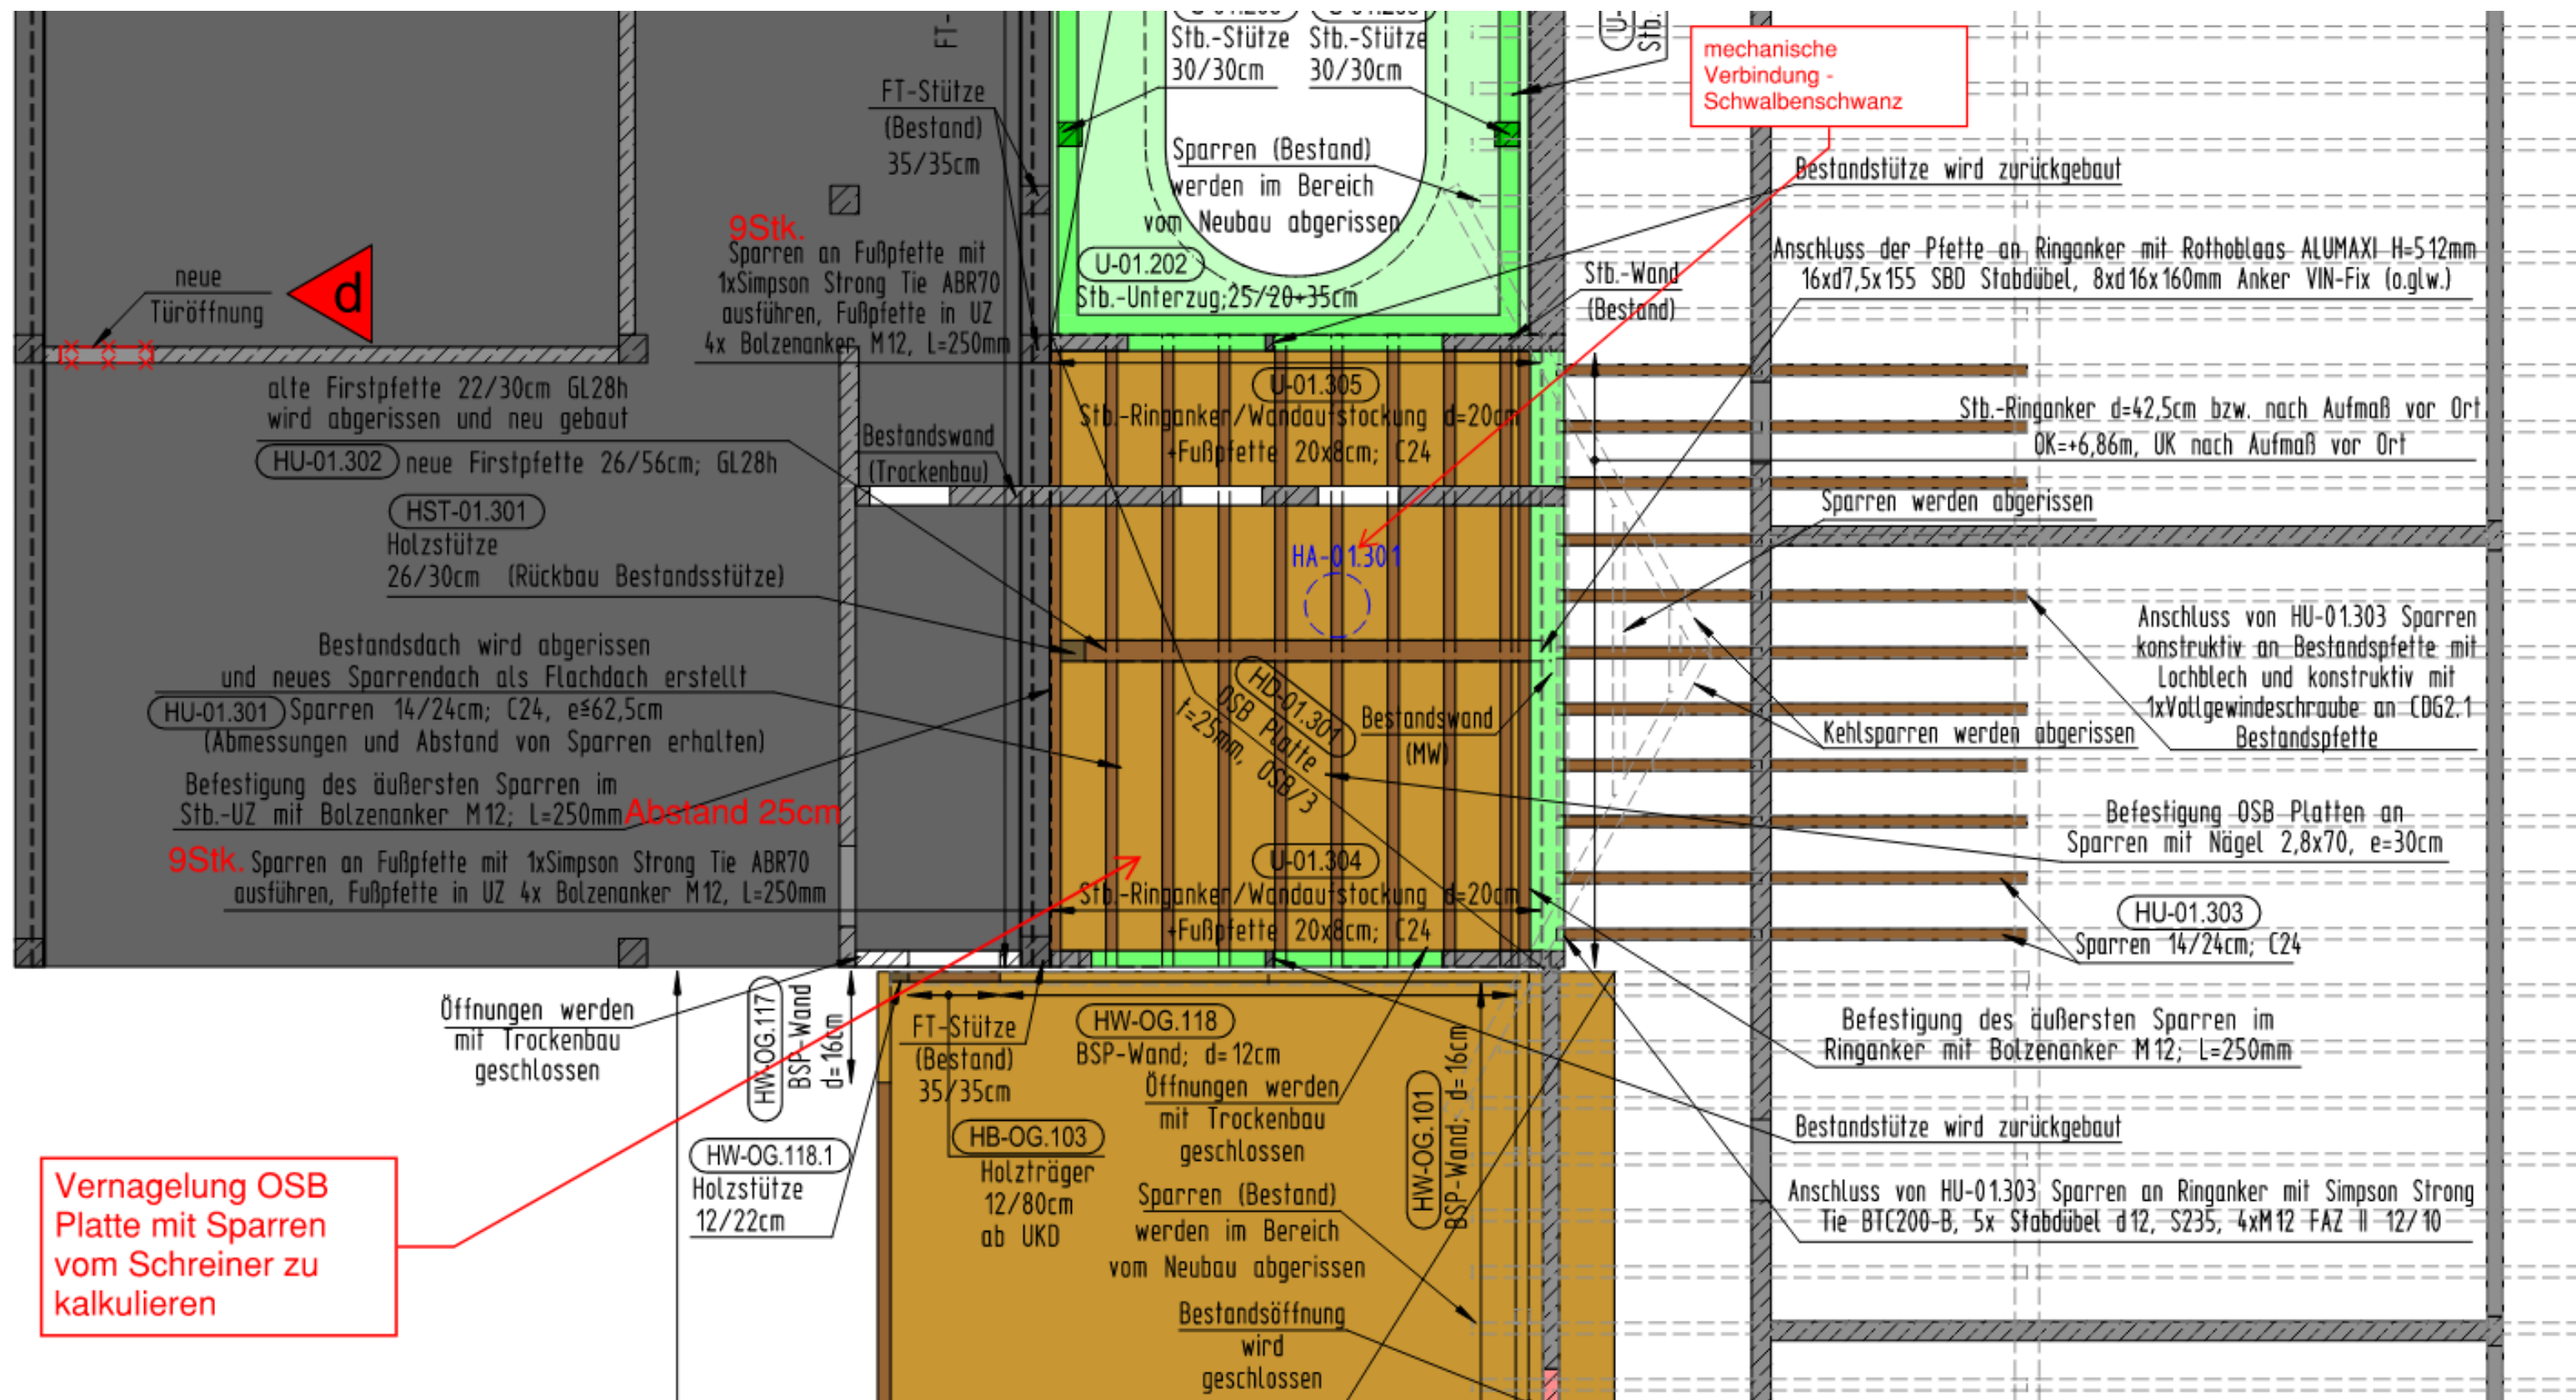 Stb.-Stütze
30/30cm
Stb.-Stütze
30/30cm
FT-Stütze
(Bestand)
35/35cm
mechanische
Verbindung -
Schwalbenschwanz
Sparren (Bestand)
werden im Bereich
vom Neubau abgerissen
Bestandstütze wird zurückgebaut
9Stk.
Sparren an Fußpfette mit
1xSimpson Strong Tie ABR70
ausführen, Fußpfette in UZ
4x Bolzenanker M12, L=250mm
U-01.202
Stb.-Unterzug;25/20+35cm
Stb.-Wand
(Bestand)
Anschluss der Pfette an Ringanker mit Rothoblaas ALUMAXI H=512mm
16xd7,5x155 SBD Stabdübel, 8xd16x160mm Anker VIN-Fix (o.glw.)
neue
Türöffnung
d
alte Firstpfette 22/30cm GL28h
wird abgerissen und neu gebaut
HU-01.302 neue Firstpfette 26/56cm; GL28h
Bestandswand
(Trockenbau)
U-01.305
Stb.-Ringanker/Wandaufstockung d=20cm
+Fußpfette 20x8cm; C24
Stb.-Ringanker d=42,5cm bzw. nach Aufmaß vor Ort
OK=+6,86m, UK nach Aufmaß vor Ort
Sparren werden abgerissen
HST-01.301
Holzstütze
26/30cm (Rückbau Bestandsstütze)
HA-01.301
Bestandsdach wird abgerissen
und neues Sparrendach als Flachdach erstellt
HU-01.301 Sparren 14/24cm; C24, e≤62,5cm
(Abmessungen und Abstand von Sparren erhalten)
HD-01.301
OSB Platte
t=25mm, OSB/3
Bestandswand
(MW)
Kehlsparren werden abgerissen
Anschluss von HU-01.303 Sparren
konstruktiv an Bestandspfette mit
Lochblech und konstruktiv mit
1xVollgewindeschraube an CDG2.1
Bestandspfette
Befestigung des äußersten Sparren im
Stb.-UZ mit Bolzenanker M12; L=250mm Abstand 25cm
9Stk. Sparren an Fußpfette mit 1xSimpson Strong Tie ABR70
ausführen, Fußpfette in UZ 4x Bolzenanker M12, L=250mm
Befestigung OSB Platten an
Sparren mit Nägel 2,8x70, e=30cm
U-01.304
Stb.-Ringanker/Wandaufstockung d=20cm
+Fußpfette 20x8cm; C24
HU-01.303
Sparren 14/24cm; C24
Öffnungen werden
mit Trockenbau
geschlossen
HW-OG.117
BSP-Wand
d=16cm
FT-Stütze
(Bestand)
35/35cm
HW-OG.118
BSP-Wand; d=12cm
Öffnungen werden
mit Trockenbau
geschlossen
HW-OG.101
BSP-Wand; d=16cm
Befestigung des äußersten Sparren im
Ringanker mit Bolzenanker M12; L=250mm
Bestandstütze wird zurückgebaut
HW-OG.118.1
Holzstütze
12/22cm
HB-OG.103
Holzträger
12/80cm
ab UKD
Sparren (Bestand)
werden im Bereich
vom Neubau abgerissen
Anschluss von HU-01.303 Sparren an Ringanker mit Simpson Strong
Tie BTC200-B, 5x Stabdübel d12, S235, 4xM12 FAZ II 12/10
Vernagelung OSB
Platte mit Sparren
vom Schreiner zu
kalkulieren
Bestandsöffnung
wird
geschlossen